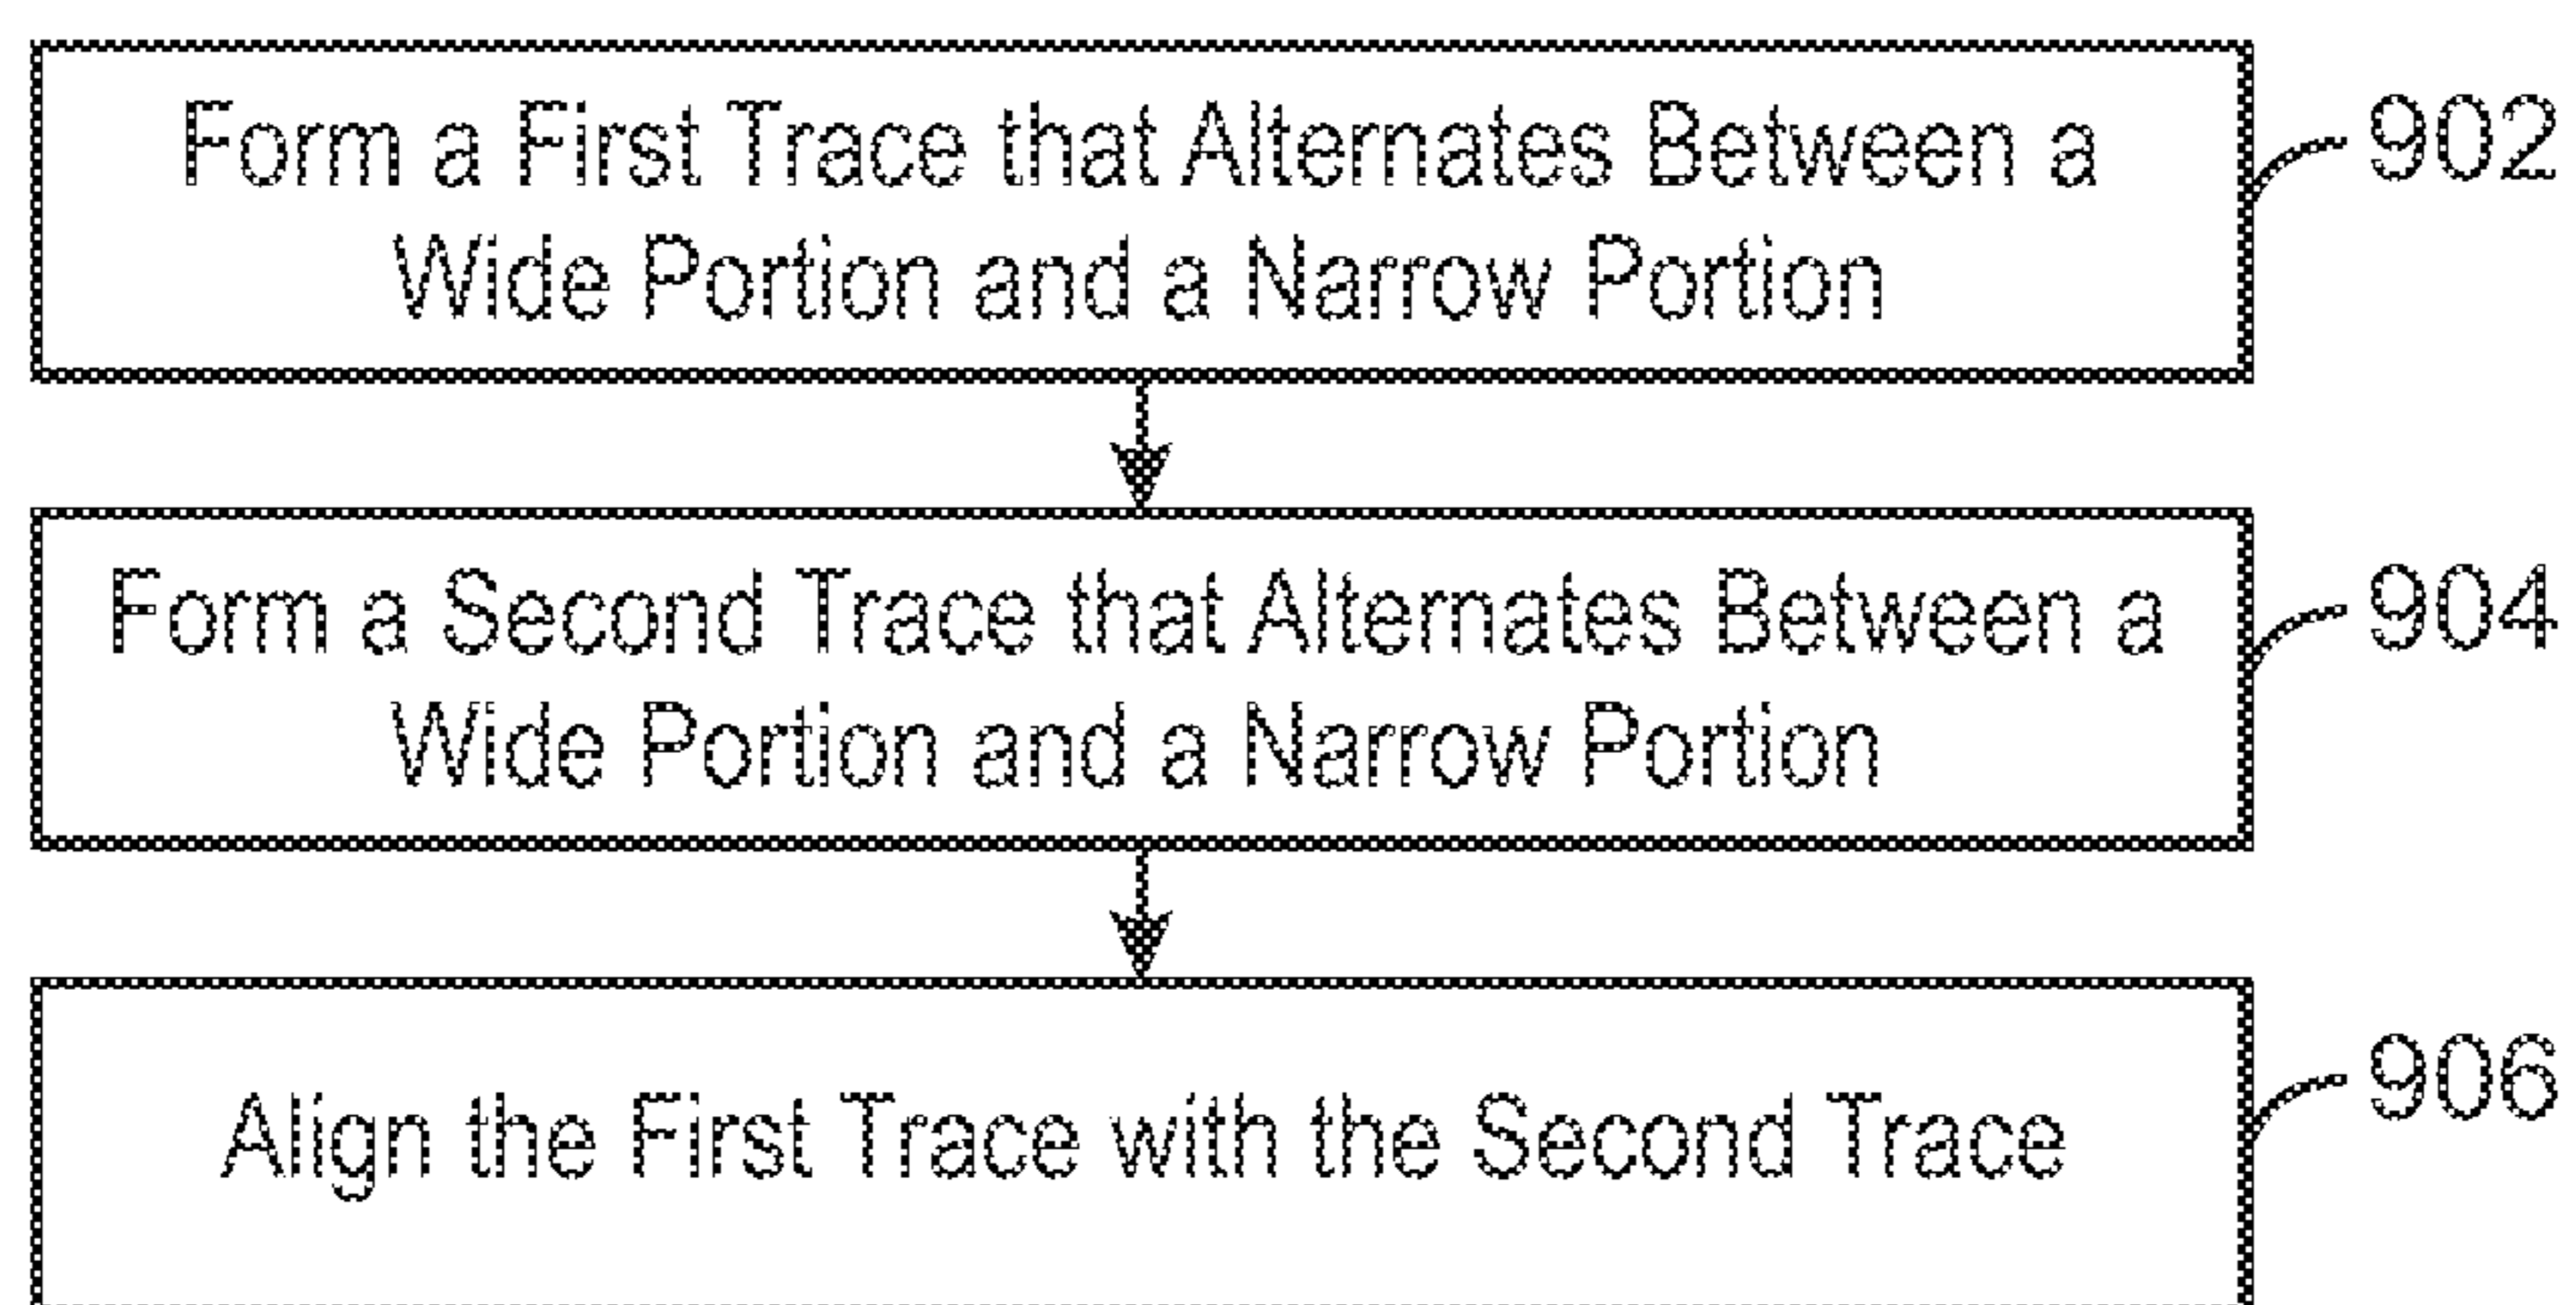 Form a First Trace that Alternates Between a
Wide Portion and a Narrow Portion
902
Form a Second Trace that Alternates Between a
Wide Portion and a Narrow Portion
904
Align the First Trace with the Second Trace
906